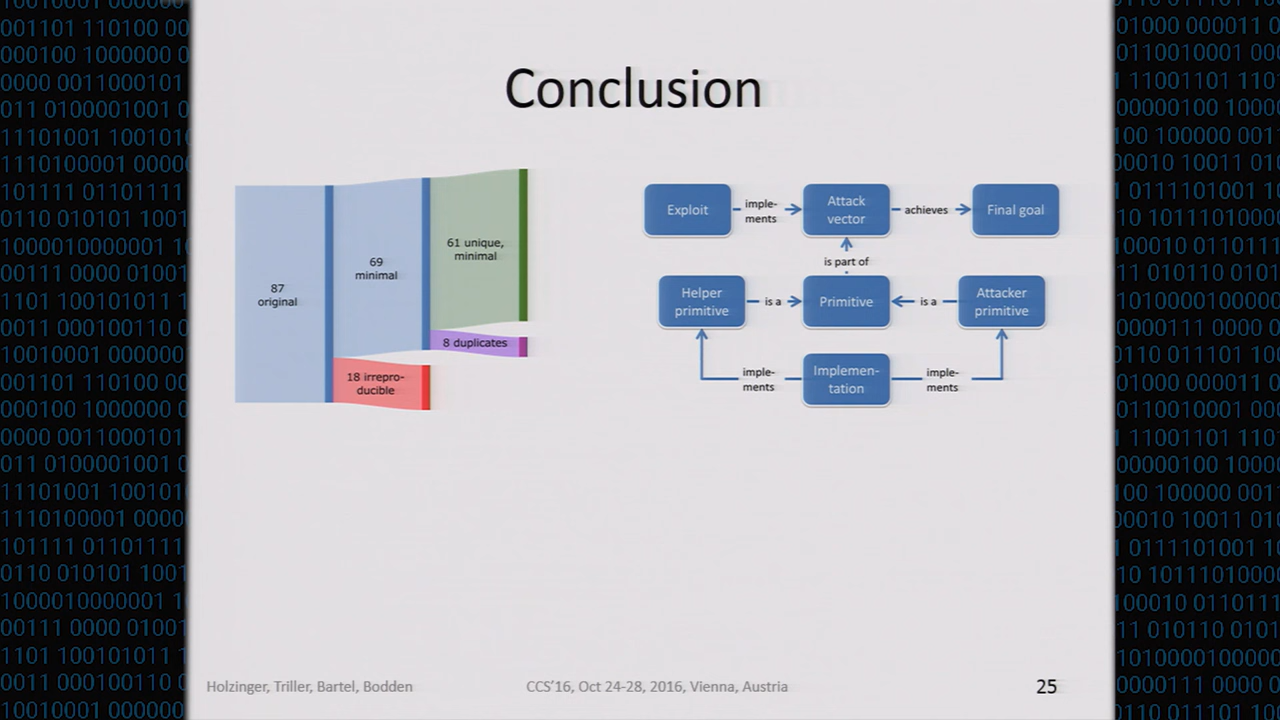 Conclusion
87
original
69
minimal
61 unique,
minimal
8 duplicates
18 irrepro-
ducible
Exploit
imple-
ments
Attack
vector
achieves
Final goal
is part of
Helper
primitive
is a
Primitive
is a
Attacker
primitive
imple-
ments
Implemen-
tation
imple-
ments
Holzinger, Triller, Bartel, Bodden
CCS'16, Oct 24-28, 2016, Vienna, Austria
25